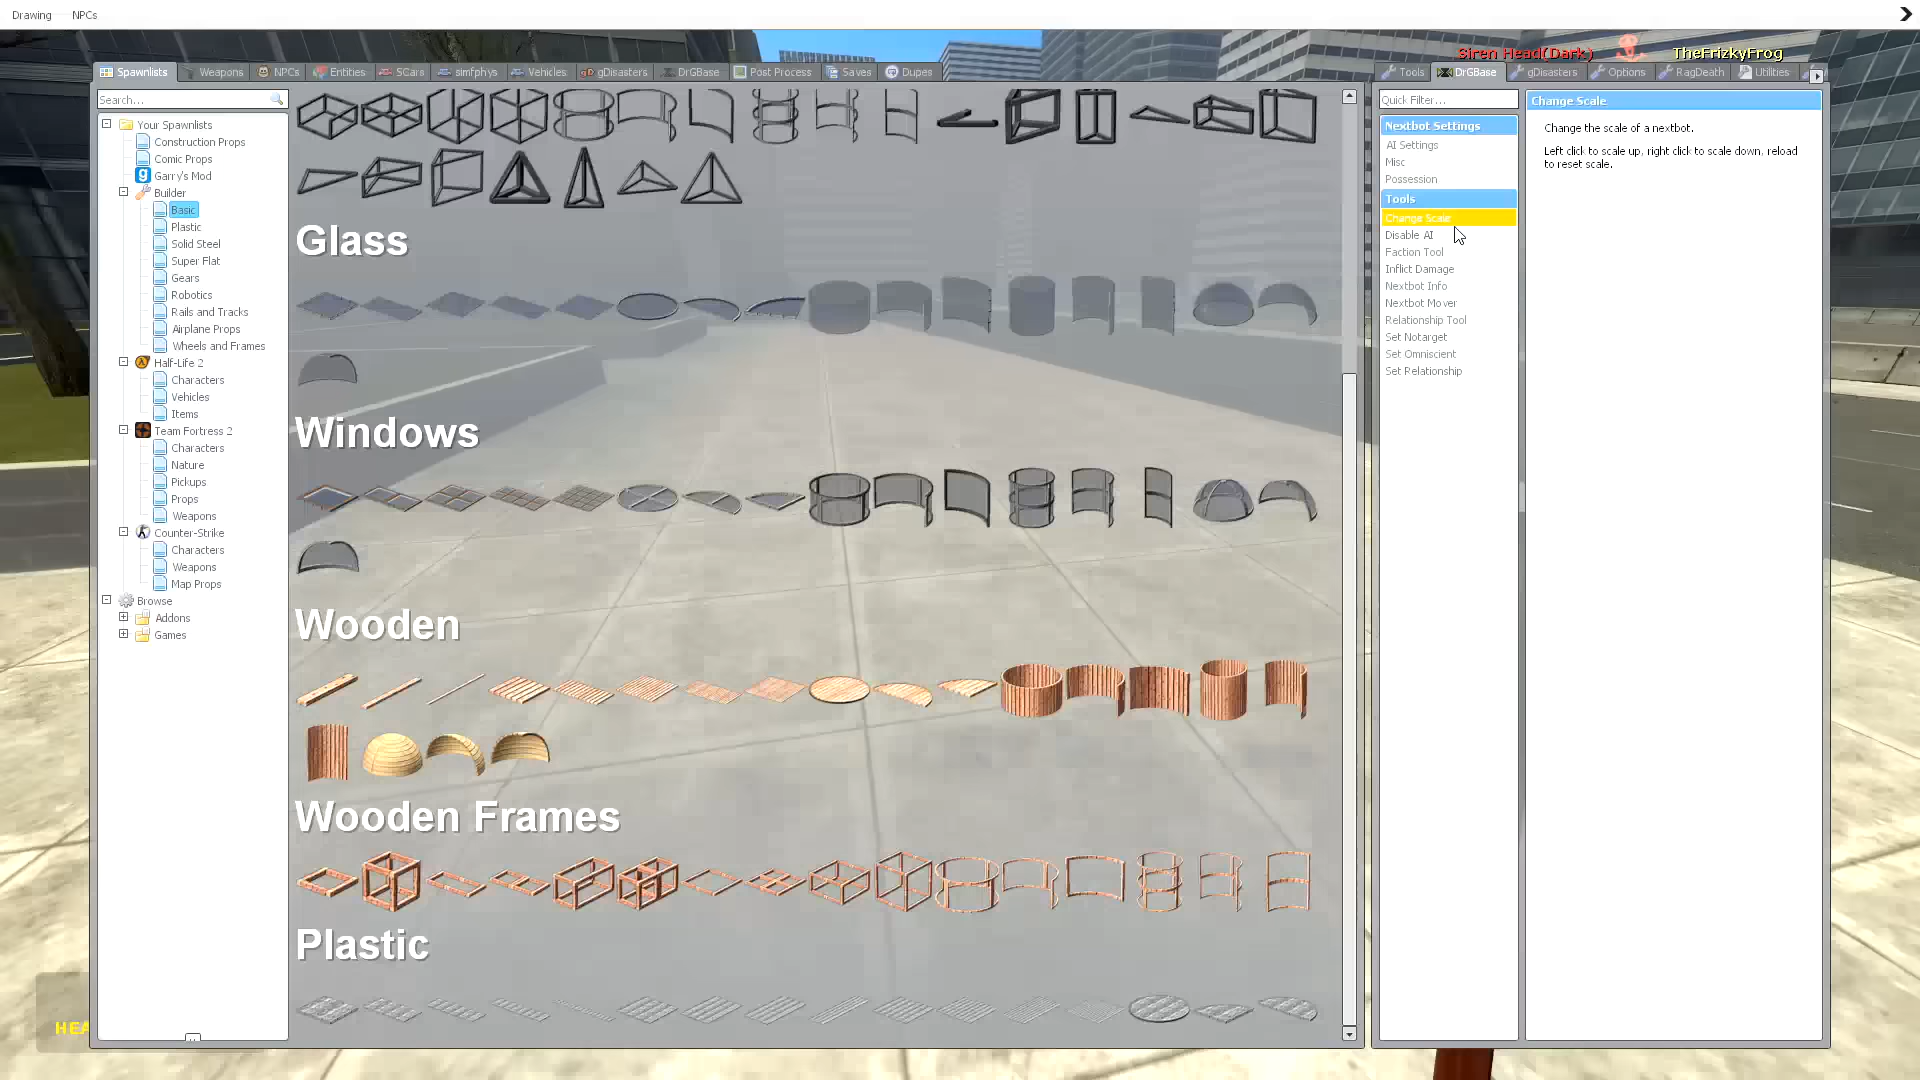 Drawing NPCs
Siren Head(Dark) TheFrizkyFrog
Spawnlists Weapons NPCs Entities SCars simfphys Vehicles gDisasters DrGBase Post Process Saves Dupes
Tools DrGBase gDisasters Options RagDeath Utilities
Search...
Your Spawnlists
Construction Props
Comic Props
Garry's Mod
Builder
Basic
Plastic
Solid Steel
Super Flat
Gears
Robotics
Rails and Tracks
Airplane Props
Wheels and Frames
Half-Life 2
Characters
Vehicles
Items
Team Fortress 2
Characters
Nature
Pickups
Props
Weapons
Counter-Strike
Characters
Weapons
Map Props
Browse
Addons
Games
Glass
Windows
Wooden
Wooden Frames
Plastic
Quick Filter...
Nextbot Settings
AI Settings
Misc
Possession
Tools
Change Scale
Disable AI
Faction Tool
Inflict Damage
Nextbot Info
Nextbot Mover
Relationship Tool
Set Notarget
Set Omniscient
Set Relationship
Change Scale
Change the scale of a nextbot.
Left click to scale up, right click to scale down, reload
to reset scale.
HEA